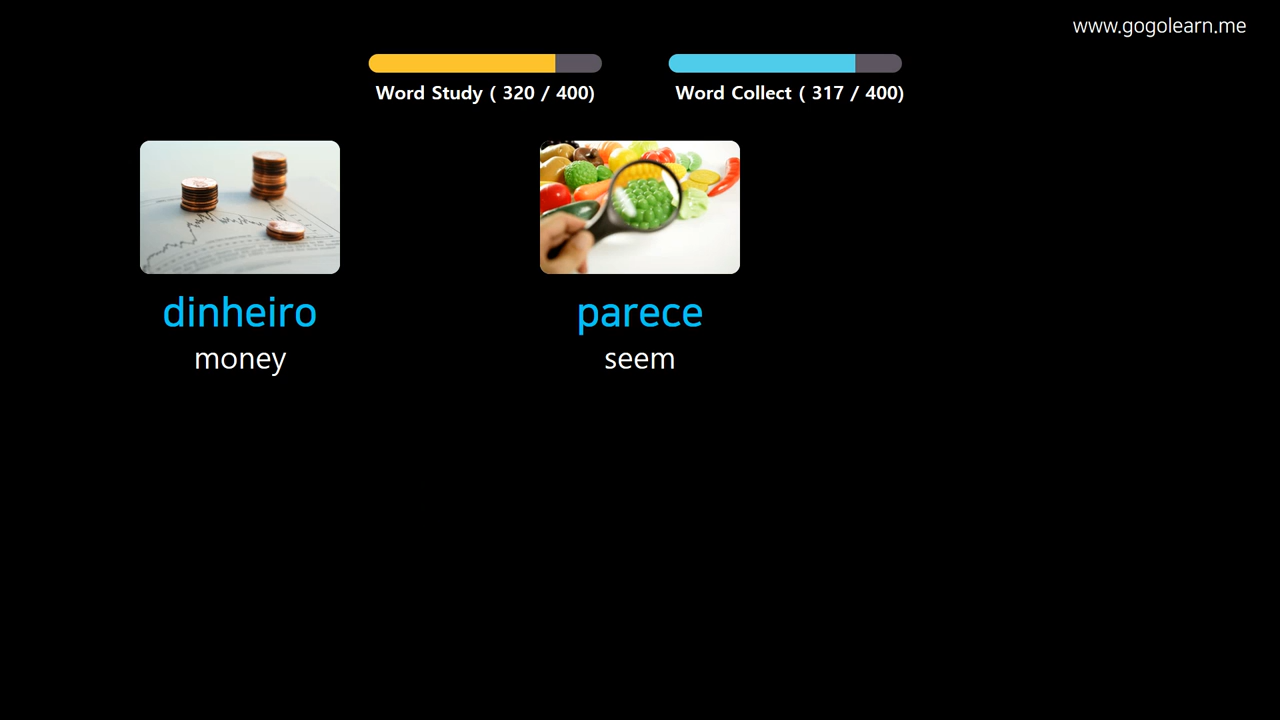 www.gogolearn.me
Word Study ( 320 / 400)
Word Collect ( 317 / 400)
dinheiro
money
parece
seem